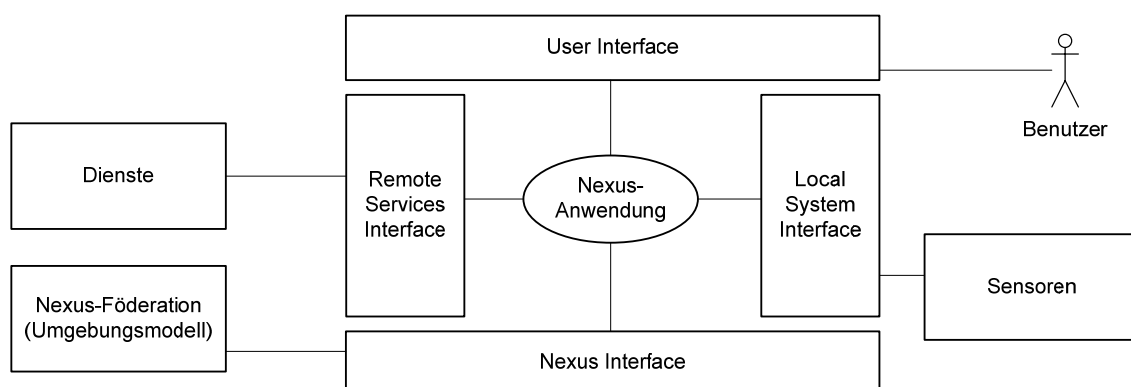 User Interface
Benutzer
Dienste
Remote
Services
Interface
Nexus-
Anwendung
Local
System
Interface
Nexus-Föderation
(Umgebungsmodell)
Sensoren
Nexus Interface